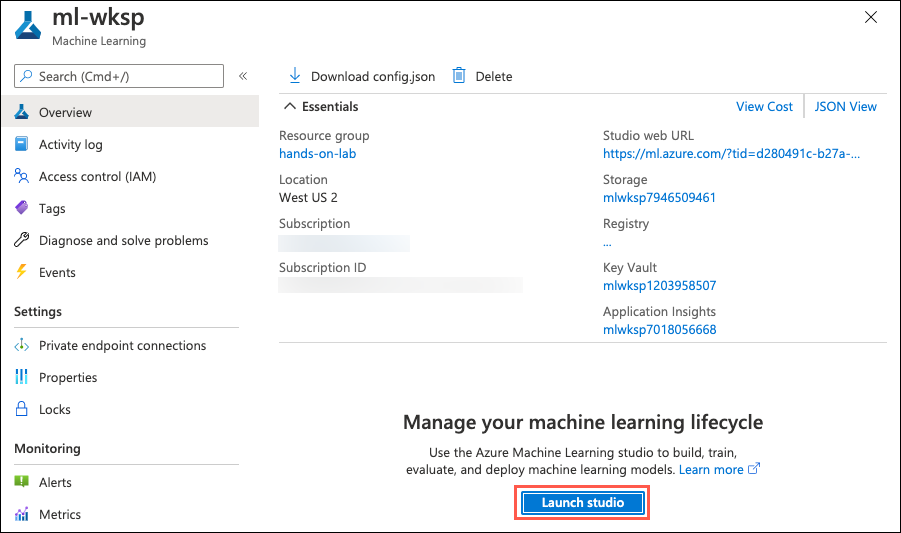 ml-wksp
Machine Learning
Search (Cmd+/)
«
Overview
Activity log
Access control (IAM)
Tags
Diagnose and solve problems
Events
Settings
Private endpoint connections
Properties
Locks
Monitoring
Alerts
Metrics
Download config.json Delete
Essentials
View Cost JSON View
Resource group
hands-on-lab
Location
West US 2
Subscription
Subscription ID
Studio web URL
https://ml.azure.com/?tid=d280491c-b27a-...
Storage
mlwksp7946509461
Registry
...
Key Vault
mlwksp1203958507
Application Insights
mlwksp7018056668
Manage your machine learning lifecycle
Use the Azure Machine Learning studio to build, train,
evaluate, and deploy machine learning models. Learn more
Launch studio